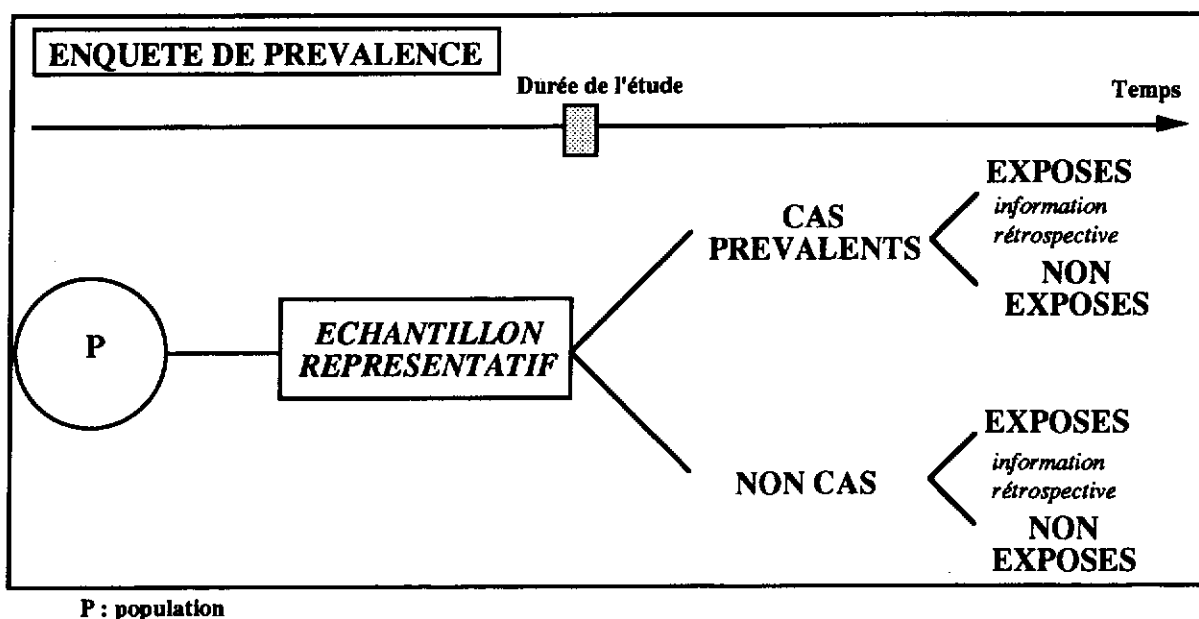 ENQUETE DE PREVALENCE
Durée de l'étude
Temps
P
ECHANTILLON
REPRESENTATIF
CAS
PREVALENTS
EXPOSES
information
rétrospective
NON
EXPOSES
NON CAS
EXPOSES
information
rétrospective
NON
EXPOSES
P : population